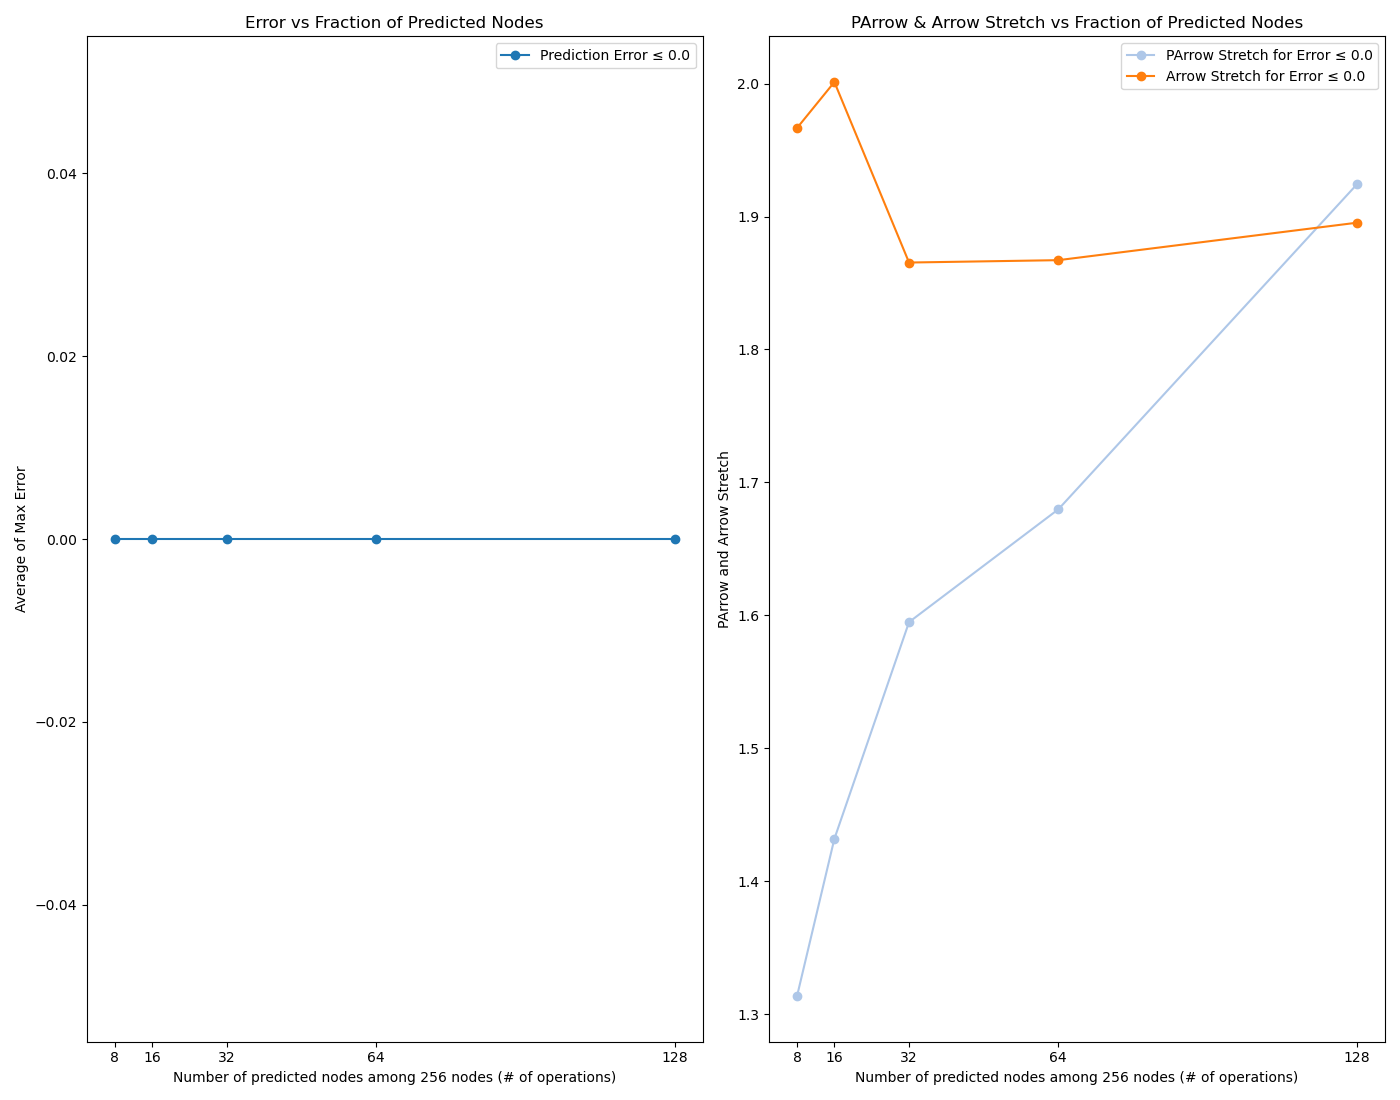 Error vs Fraction of Predicted Nodes
Prediction Error ≤ 0.0
0.04
0.02
0.00
−0.02
−0.04
Average of Max Error
8 16 32 64 128
Number of predicted nodes among 256 nodes (# of operations)
PArrow & Arrow Stretch vs Fraction of Predicted Nodes
PArrow Stretch for Error ≤ 0.0
Arrow Stretch for Error ≤ 0.0
2.0
1.9
1.8
1.7
1.6
1.5
1.4
1.3
PArrow and Arrow Stretch
8 16 32 64 128
Number of predicted nodes among 256 nodes (# of operations)